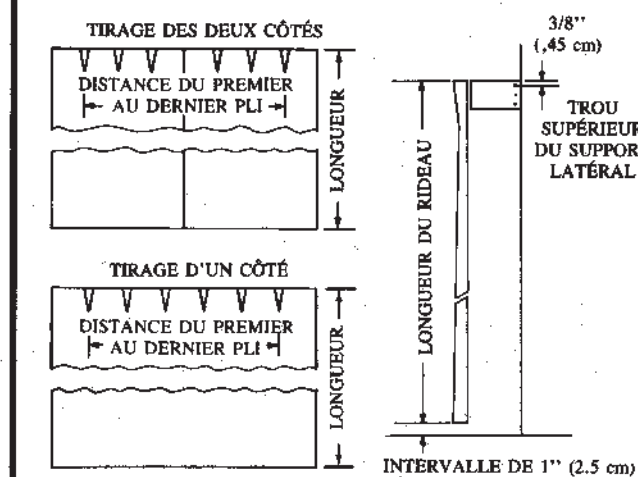 TIRAGE DES DEUX CÔTÉS
DISTANCE DU PREMIER
AU DERNIER PLI
LONGUEUR
TIRAGE D'UN CÔTÉ
DISTANCE DU PREMIER
AU DERNIER PLI
LONGUEUR
3/8''
(,45 cm)
TROU
SUPÉRIEUR
DU SUPPOR
LATÉRAL
LONGUEUR DU RIDEAU
INTERVALLE DE 1'' (2.5 cm)